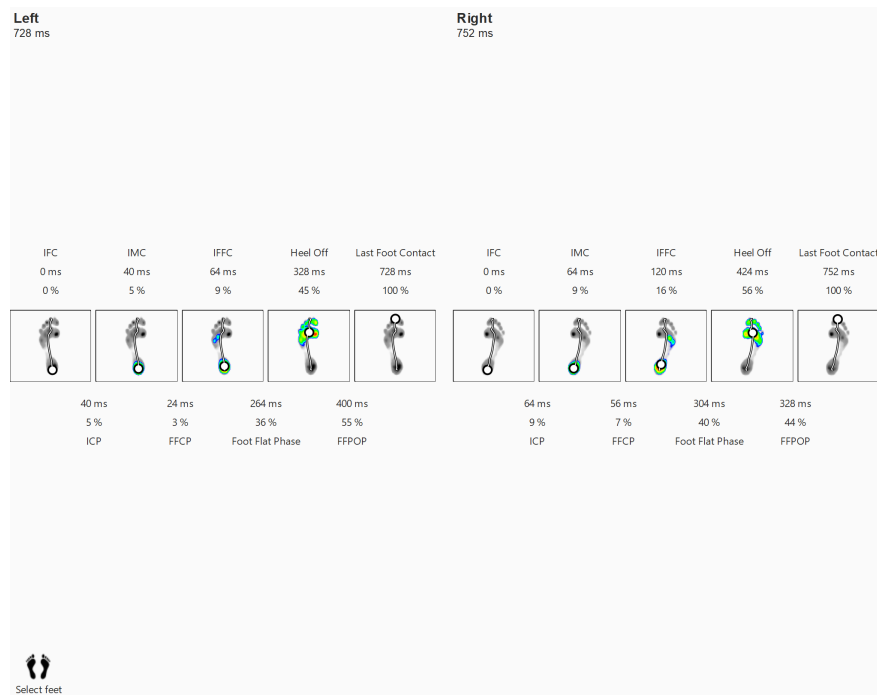 Left
728 ms
Right
752 ms
IFC IMC IFFC Heel Off Last Foot Contact
0 ms 40 ms 64 ms 328 ms 728 ms
0 % 5 % 9 % 45 % 100 %
40 ms 24 ms 264 ms 400 ms
5 % 3 % 36 % 55 %
ICP FFCP Foot Flat Phase FFPOP
IFC IMC IFFC Heel Off Last Foot Contact
0 ms 64 ms 120 ms 424 ms 752 ms
0 % 9 % 16 % 56 % 100 %
64 ms 56 ms 304 ms 328 ms
9 % 7 % 40 % 44 %
ICP FFCP Foot Flat Phase FFPOP
Select feet